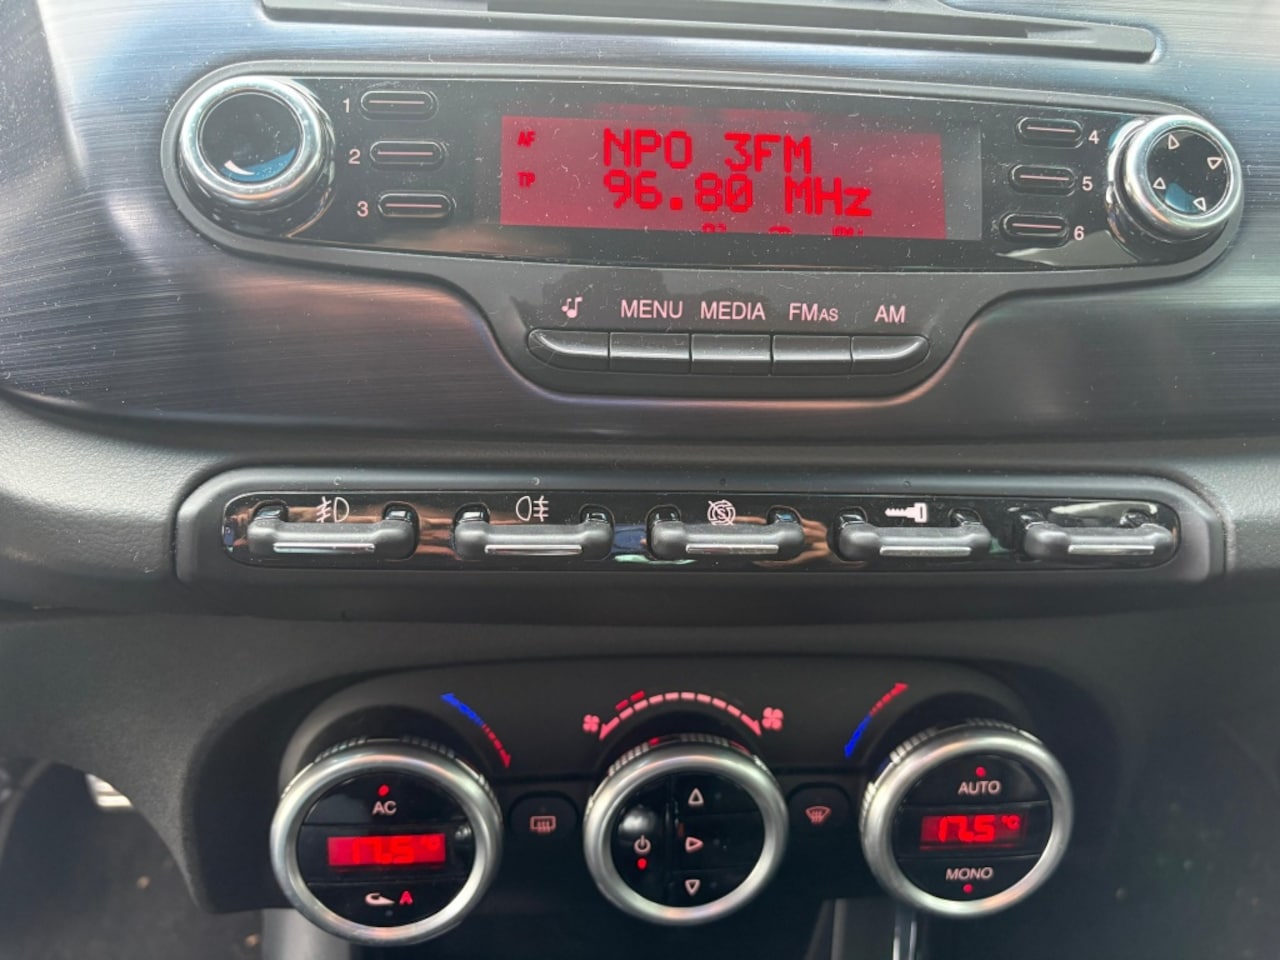 1
2
3
AF
NPO 3FM
TP
96.80 MHz
4
5
6
MENU MEDIA FMAS AM
AC
17.5 °C
A
AUTO
17.5 °C
MONO